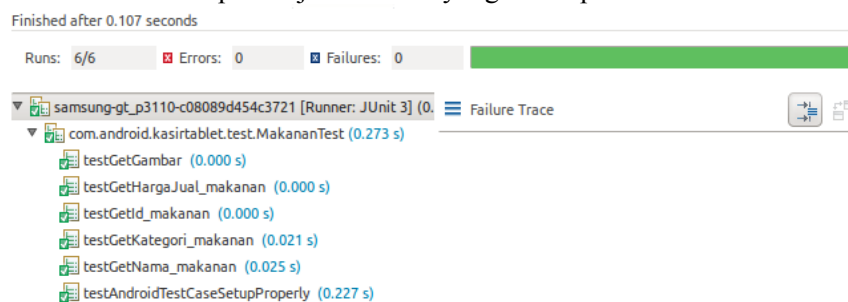 Finished after 0.107 seconds
Runs: 6/6 Errors: 0 Failures: 0
samsung-gt_p3110-c08089d454c3721 [Runner: JUnit 3] (0.
Failure Trace
com.android.kasirtablet.test.MakananTest (0.273 s)
testGetGambar (0.000 s)
testGetHargaJual_makanan (0.000 s)
testGetId_makanan (0.000 s)
testGetKategori_makanan (0.021 s)
testGetNama_makanan (0.025 s)
testAndroidTestCaseSetupProperly (0.227 s)